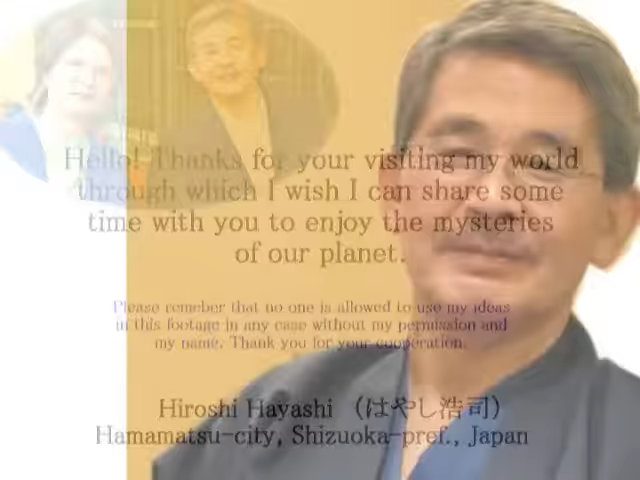 Hello! Thanks for your visiting my world
through which I wish I can share some
time with you to enjoy the mysteries
of our planet.
Please remeber that no one is allowed to use my ideas
in this footage in any case without my permission and
my name. Thank you for your cooperation.
Hiroshi Hayashi （はやし浩司）
Hamamatsu-city, Shizuoka-pref., Japan